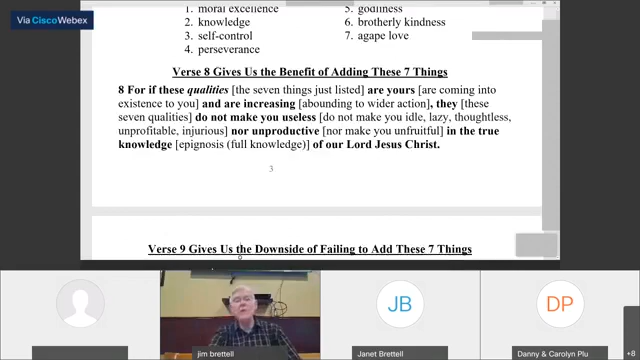 Via Cisco Webex
1. moral excellence
5. godliness
2. knowledge
6. brotherly kindness
3. self-control
7. agape love
4. perseverance
Verse 8 Gives Us the Benefit of Adding These 7 Things
8 For if these qualities [the seven things just listed] are yours [are coming into
existence to you] and are increasing [abounding to wider action], they [these
seven qualities] do not make you useless [do not make you idle, lazy, thoughtless,
unprofitable, injurious] nor unproductive [nor make you unfruitful] in the true
knowledge [epignosis (full knowledge)] of our Lord Jesus Christ.
3
Verse 9 Gives Us the Downside of Failing to Add These 7 Things
JB
DP
jim brettell
Janet Brettell
Danny & Carolyn Plu
+8